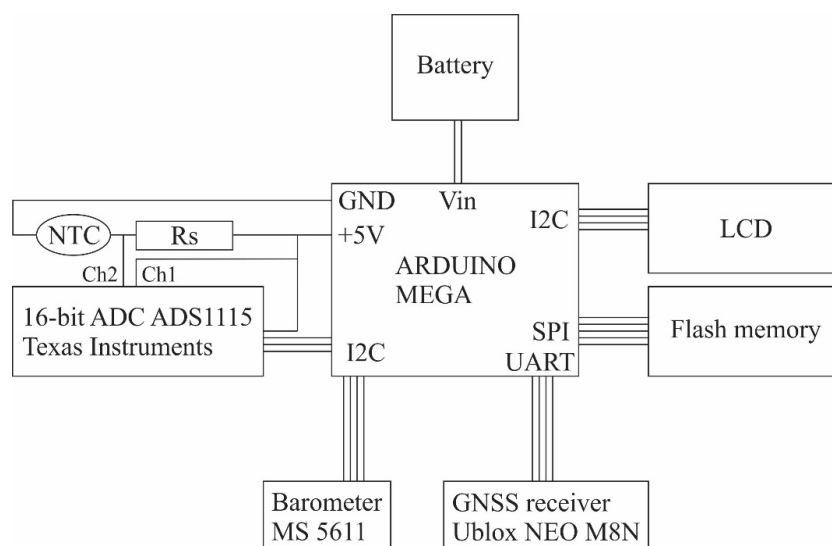 Battery
GND
Vin
I2C
LCD
NTC
Rs
+5V
ARDUINO
MEGA
Ch2
Ch1
16-bit ADC ADS1115
Texas Instruments
I2C
SPI
UART
Flash memory
Barometer
MS 5611
GNSS receiver
Ublox NEO M8N